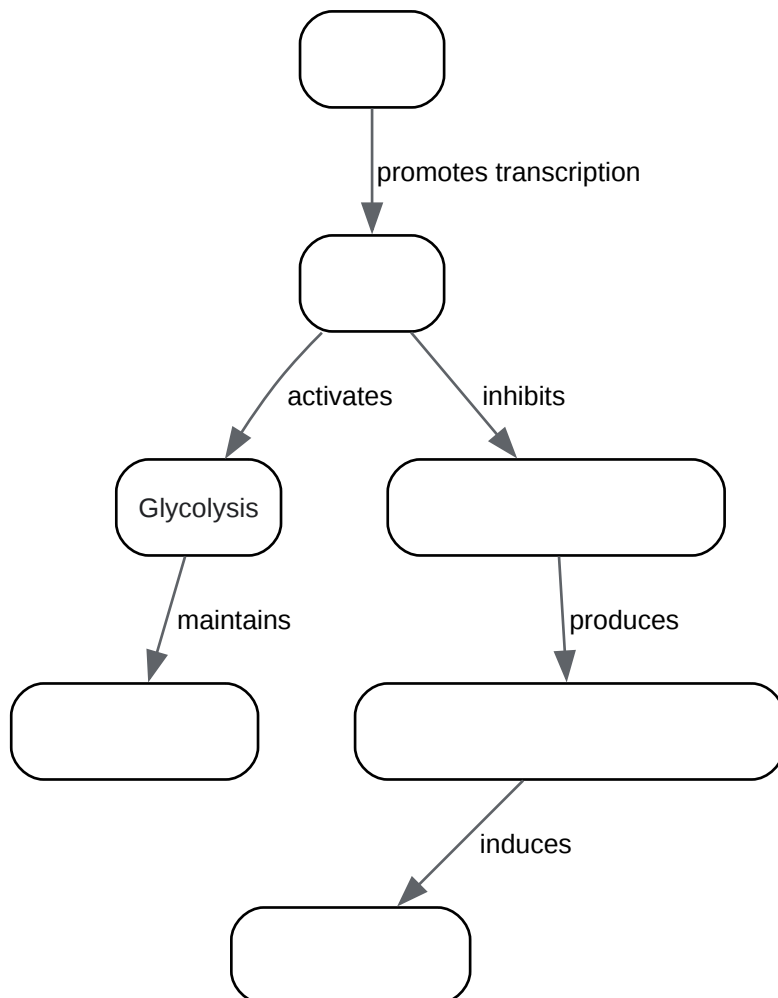 promotes transcription
activates
inhibits
Glycolysis
maintains
produces
induces